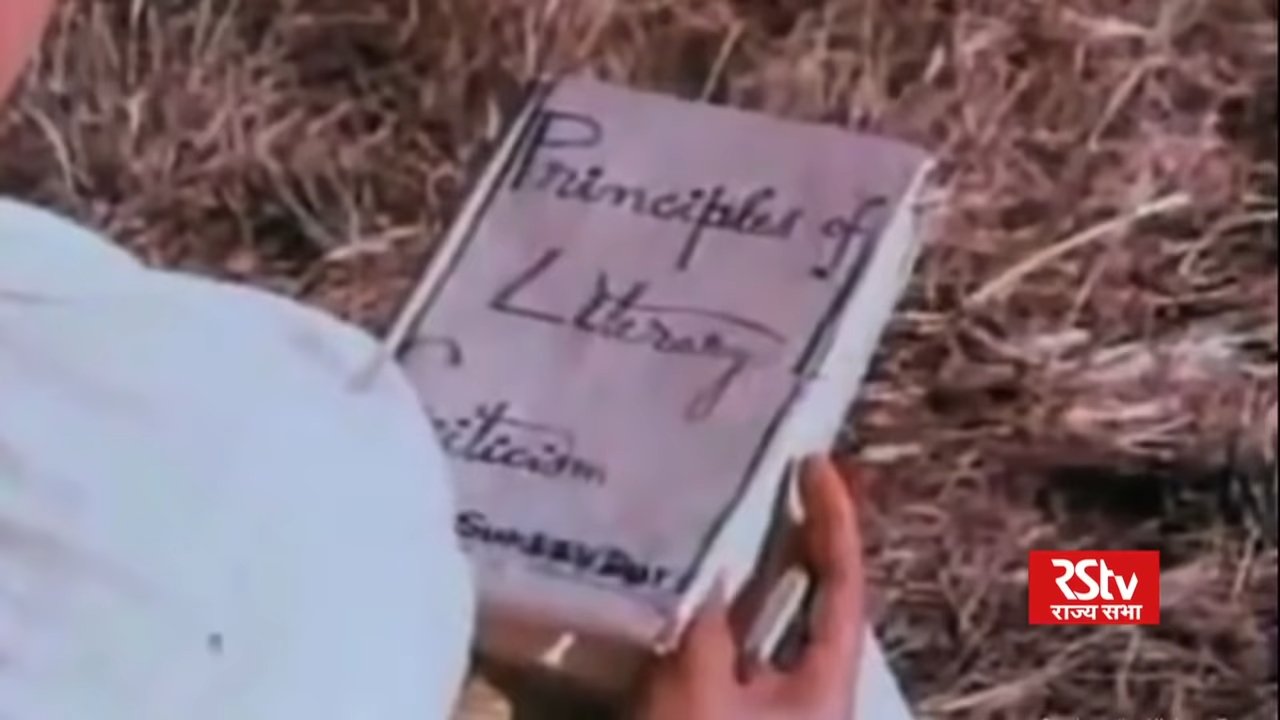 Principles of
Literary
Criticism
RStv
राज्य सभा